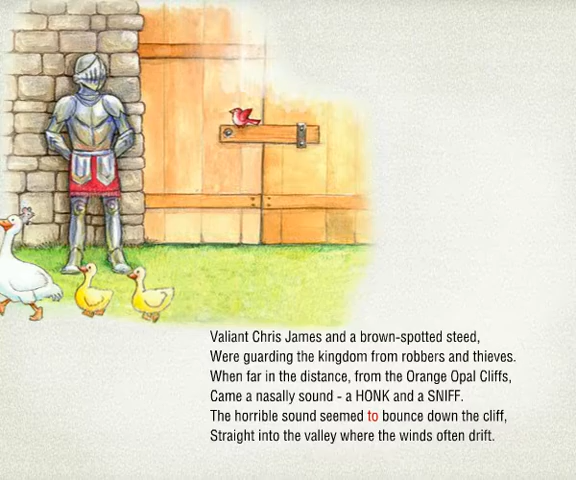 Valiant Chris James and a brown-spotted steed,
Were guarding the kingdom from robbers and thieves.
When far in the distance, from the Orange Opal Cliffs,
Came a nasally sound - a HONK and a SNIFF.
The horrible sound seemed to bounce down the cliff,
Straight into the valley where the winds often drift.